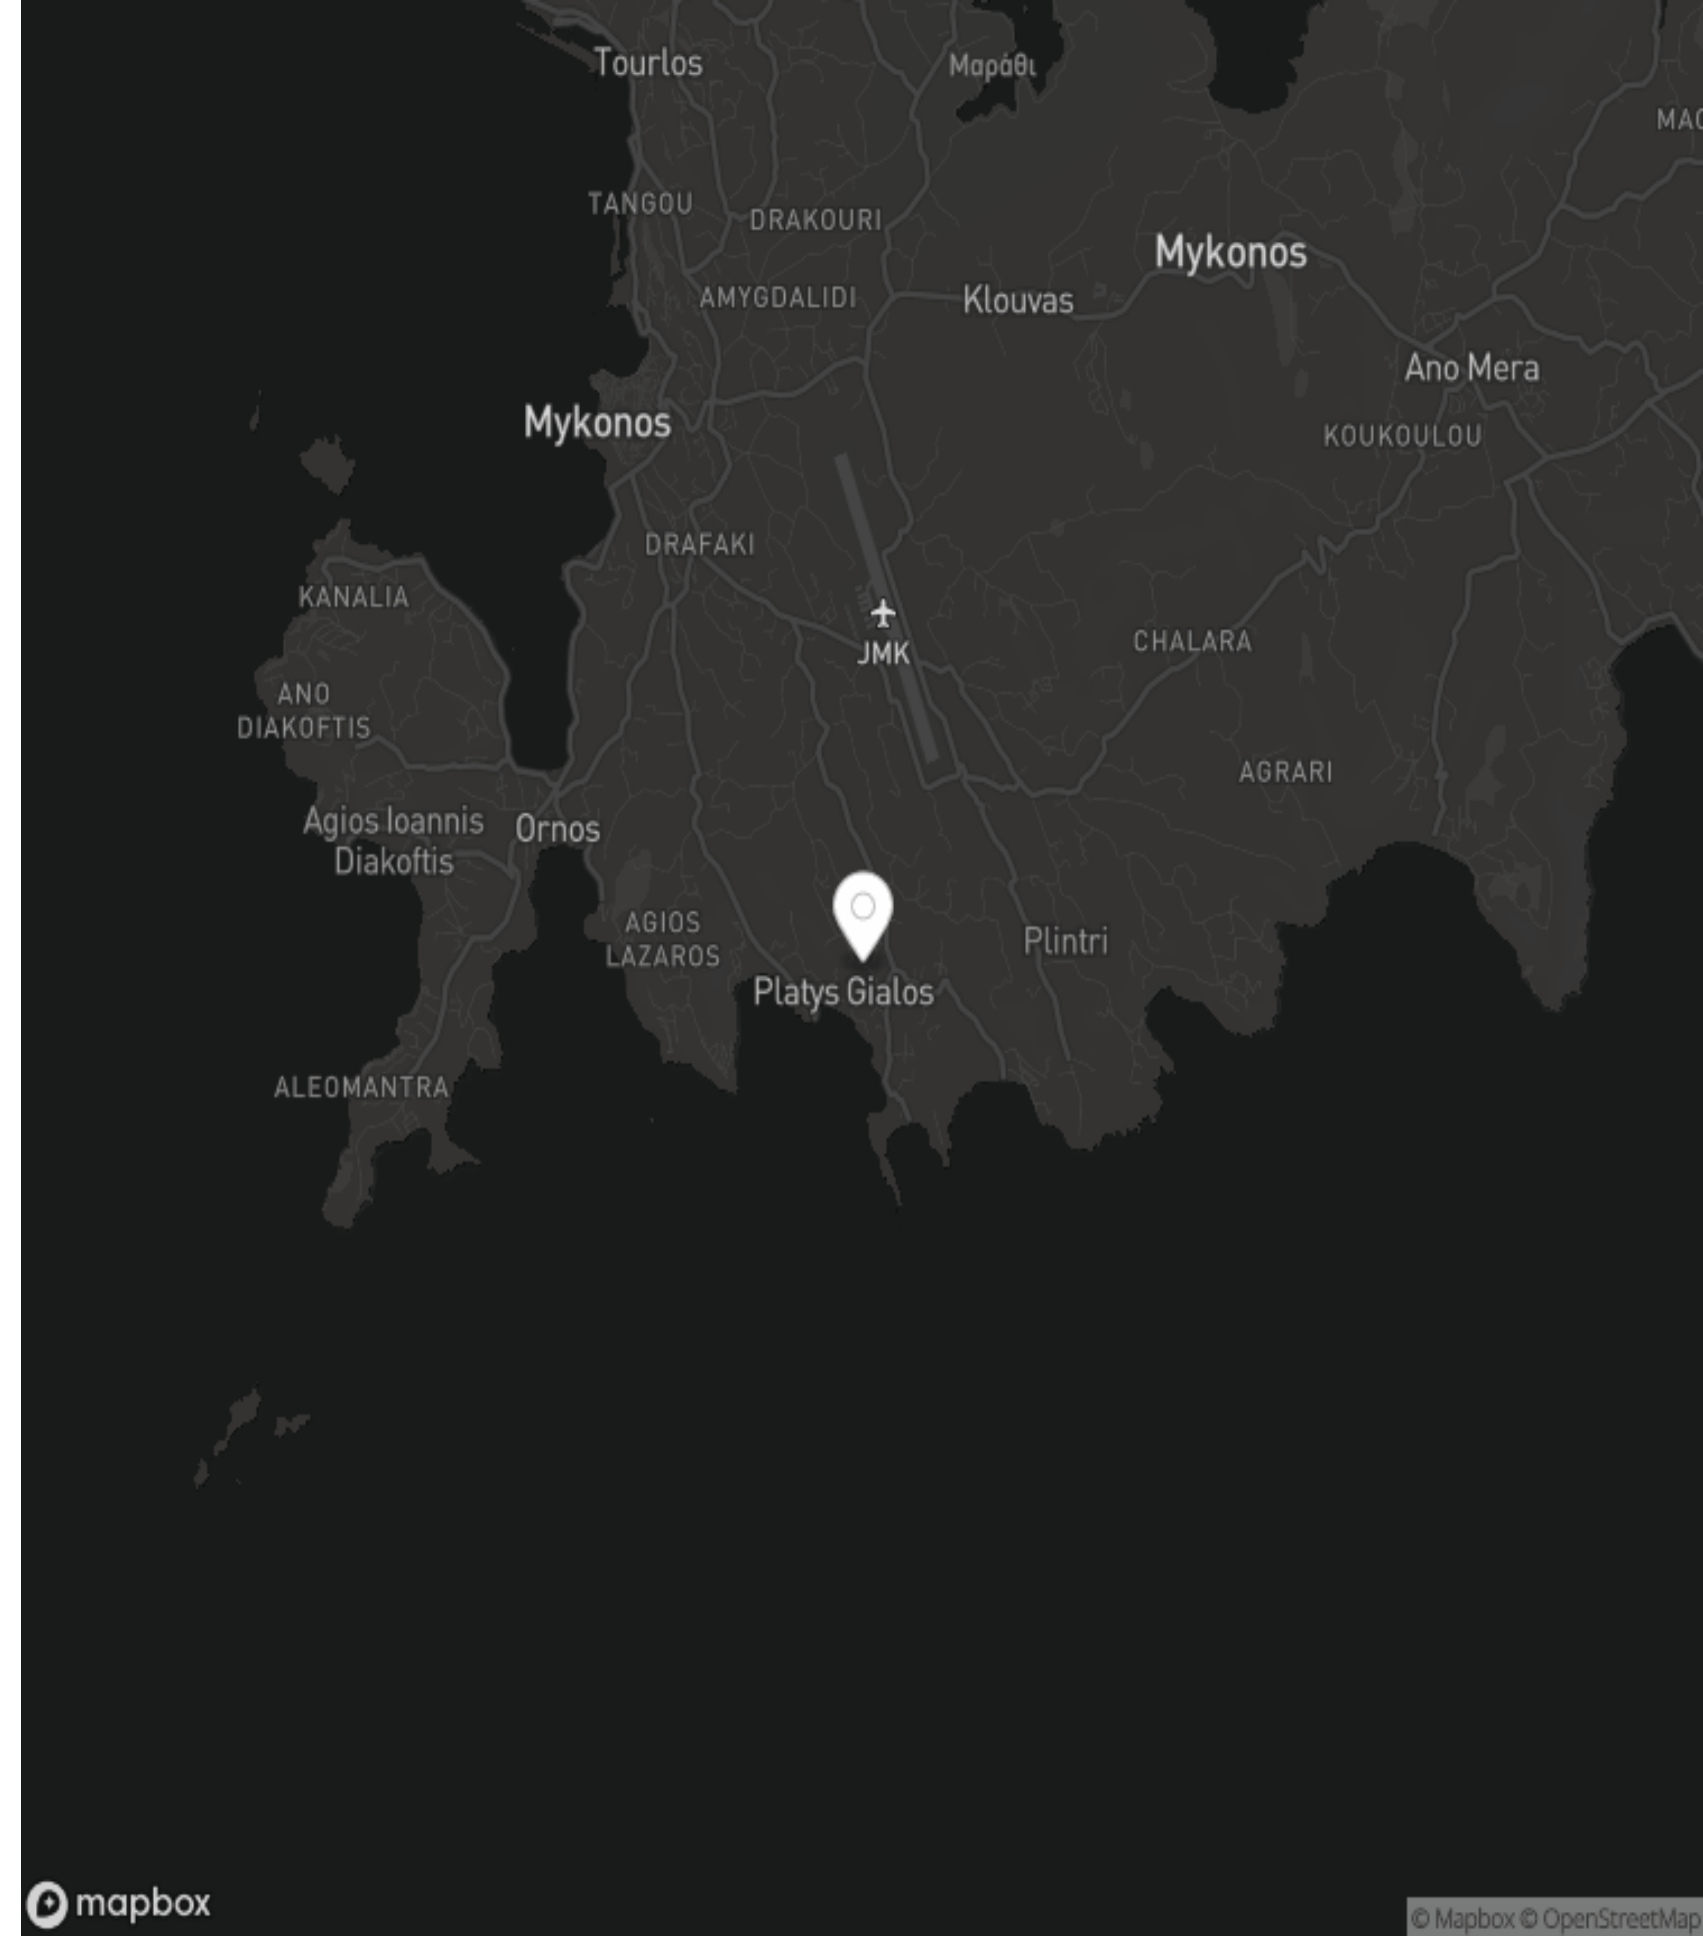 Tourlos
Μαράθι
TANGOU
DRAKOURI
Mykonos
AMYGDALIDI
Klouvas
Ano Mera
Mykonos
KOUKOULOU
DRAFAKI
KANALIA
JMK
CHALARA
ANO
DIAKOFTIS
AGRARI
Agios Ioannis
Diakoftis
Ornos
AGIOS
LAZAROS
Plintri
Platys Gialos
ALEOMANTRA
mapbox
© Mapbox © OpenStreetMap